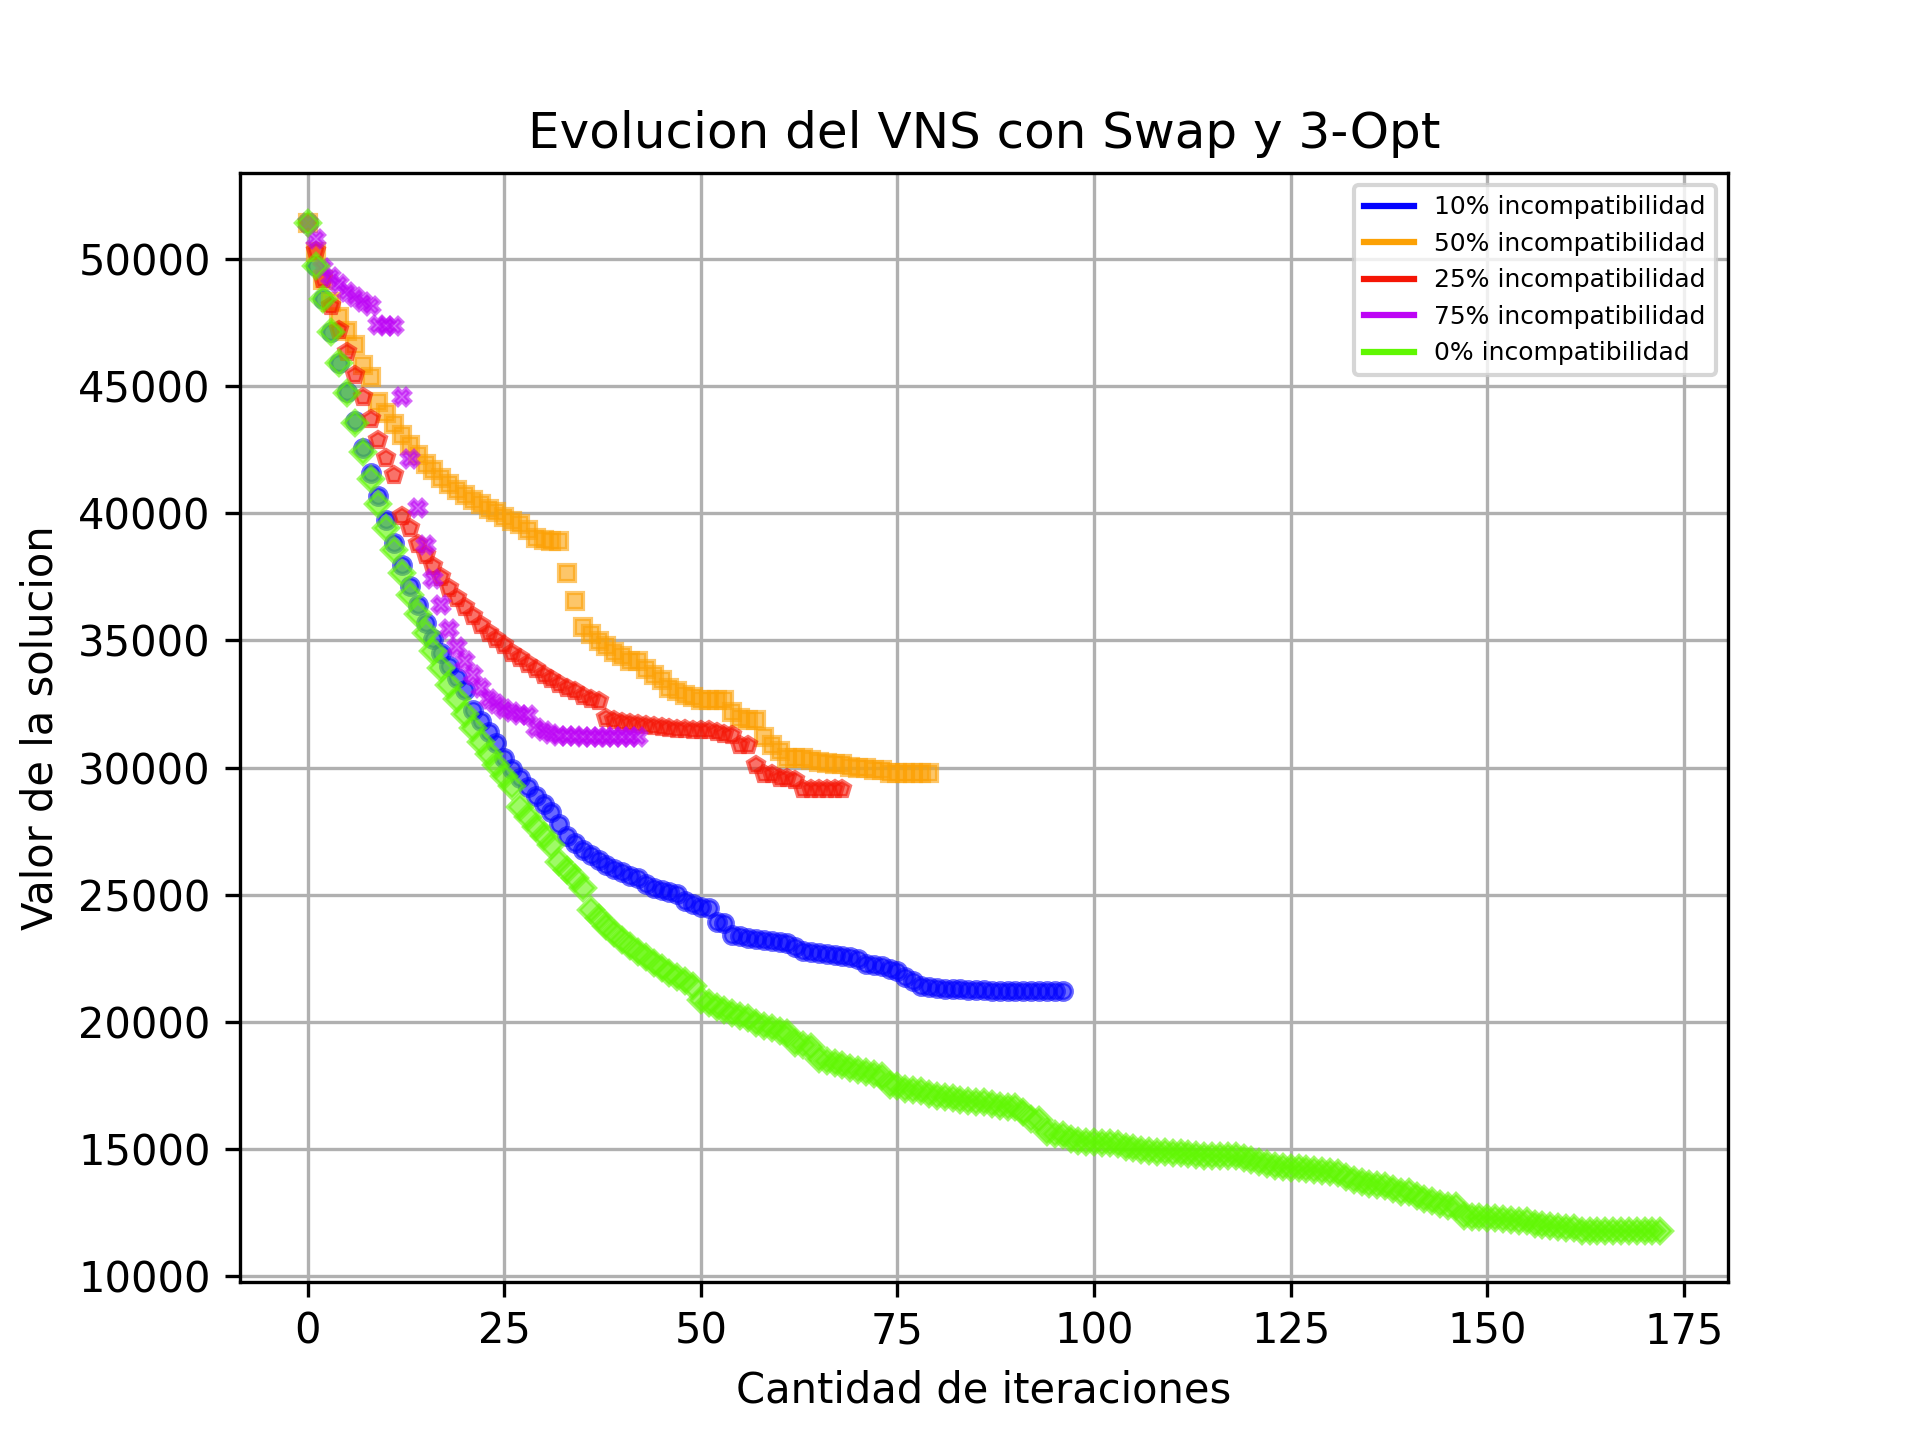 Evolucion del VNS con Swap y 3-Opt
10% incompatibilidad
50% incompatibilidad
25% incompatibilidad
75% incompatibilidad
0% incompatibilidad
Valor de la solucion
50000
45000
40000
35000
30000
25000
20000
15000
10000
0 25 50 75 100 125 150 175
Cantidad de iteraciones